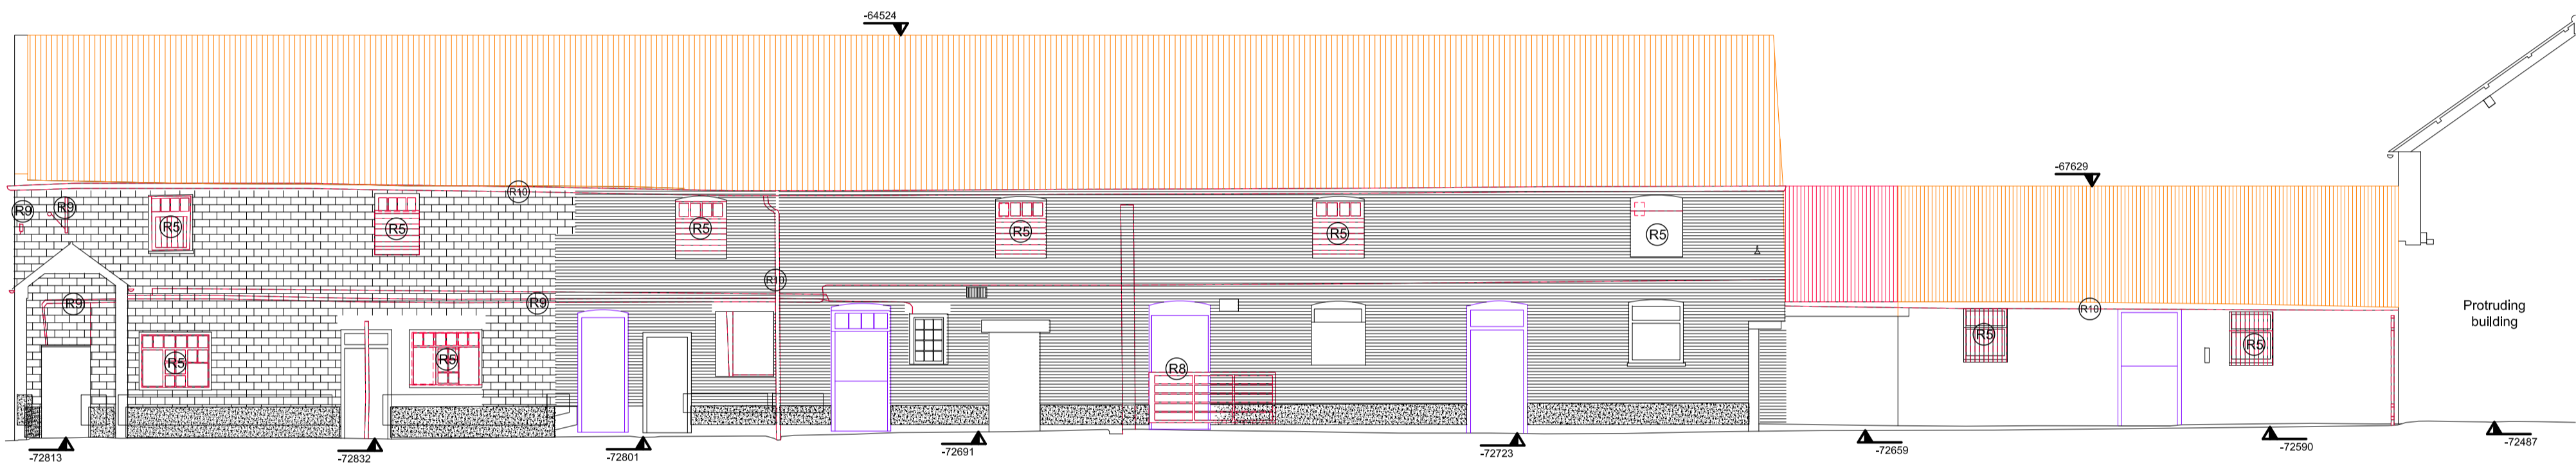 -64524
-67629
R10
R9
R9
R5
R5
R5
R5
R5
R5
R10
R9
R9
R10
Protruding
building
R5
R5
R5
R5
R8
-72813
-72832
-72801
-72691
-72723
-72659
-72590
-72487